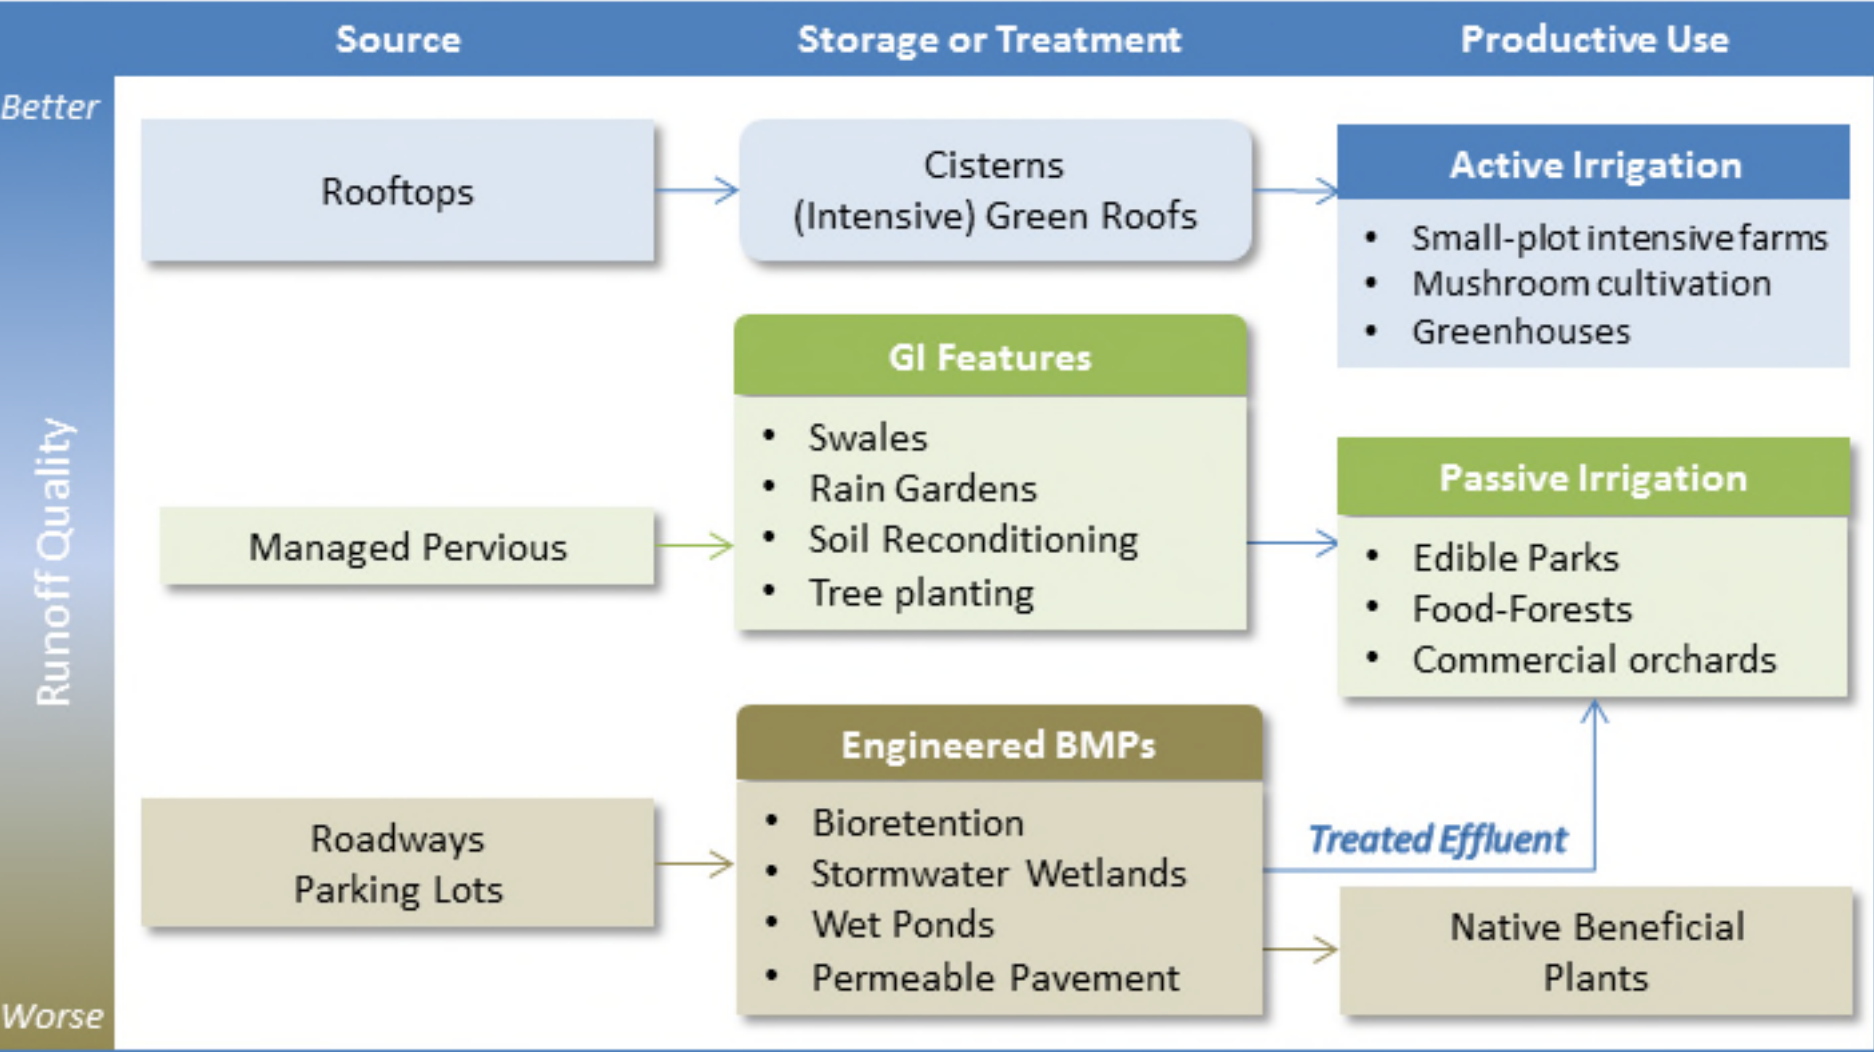 Source
Storage or Treatment
Productive Use
Better
Runoff Quality
Worse
Rooftops
Cisterns
(Intensive) Green Roofs
Active Irrigation
• Small-plot intensive farms
• Mushroom cultivation
• Greenhouses
Managed Pervious
GI Features
• Swales
• Rain Gardens
• Soil Reconditioning
• Tree planting
Passive Irrigation
• Edible Parks
• Food-Forests
• Commercial orchards
Roadways
Parking Lots
Engineered BMPs
• Bioretention
• Stormwater Wetlands
• Wet Ponds
• Permeable Pavement
Treated Effluent
Native Beneficial
Plants